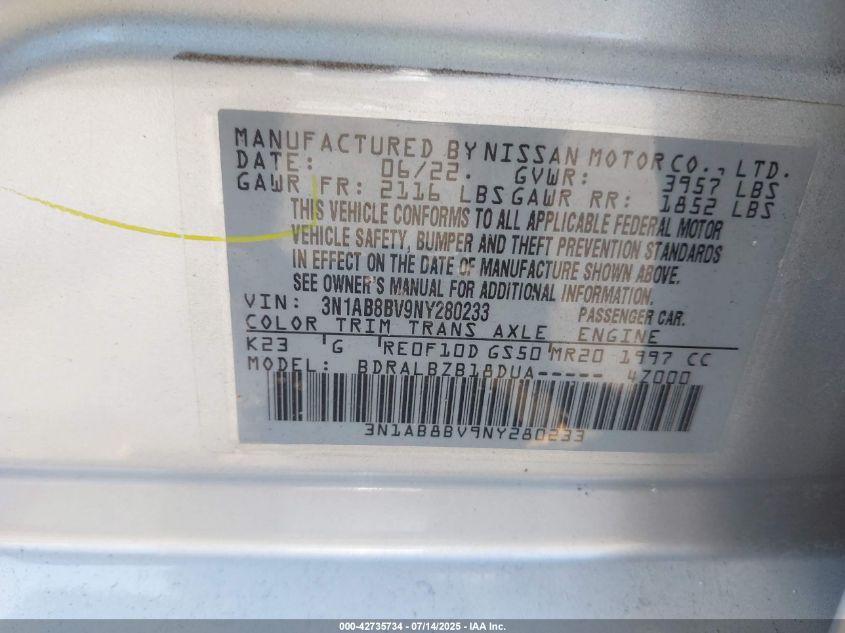 MANUFACTURED BY NISSAN MOTOR CO., LTD.
DATE: 06/22. GVWR: 3957 LBS
GAWR FR: 2116 LBS GAWR RR: 1852 LBS
THIS VEHICLE CONFORMS TO ALL APPLICABLE FEDERAL MOTOR
VEHICLE SAFETY, BUMPER AND THEFT PREVENTION STANDARDS
IN EFFECT ON THE DATE OF MANUFACTURE SHOWN ABOVE.
SEE OWNER'S MANUAL FOR ADDITIONAL INFORMATION.
VIN: 3N1AB8BV9NY280233 PASSENGER CAR.
COLOR TRIM TRANS AXLE ENGINE
K23 G RE0F10D GS50 MR20 1997 CC
MODEL: BDRALBZB18DUA----- 4Z000
3N1AB8BV9NY280233
000-42735734 - 07/14/2025 - IAA Inc.